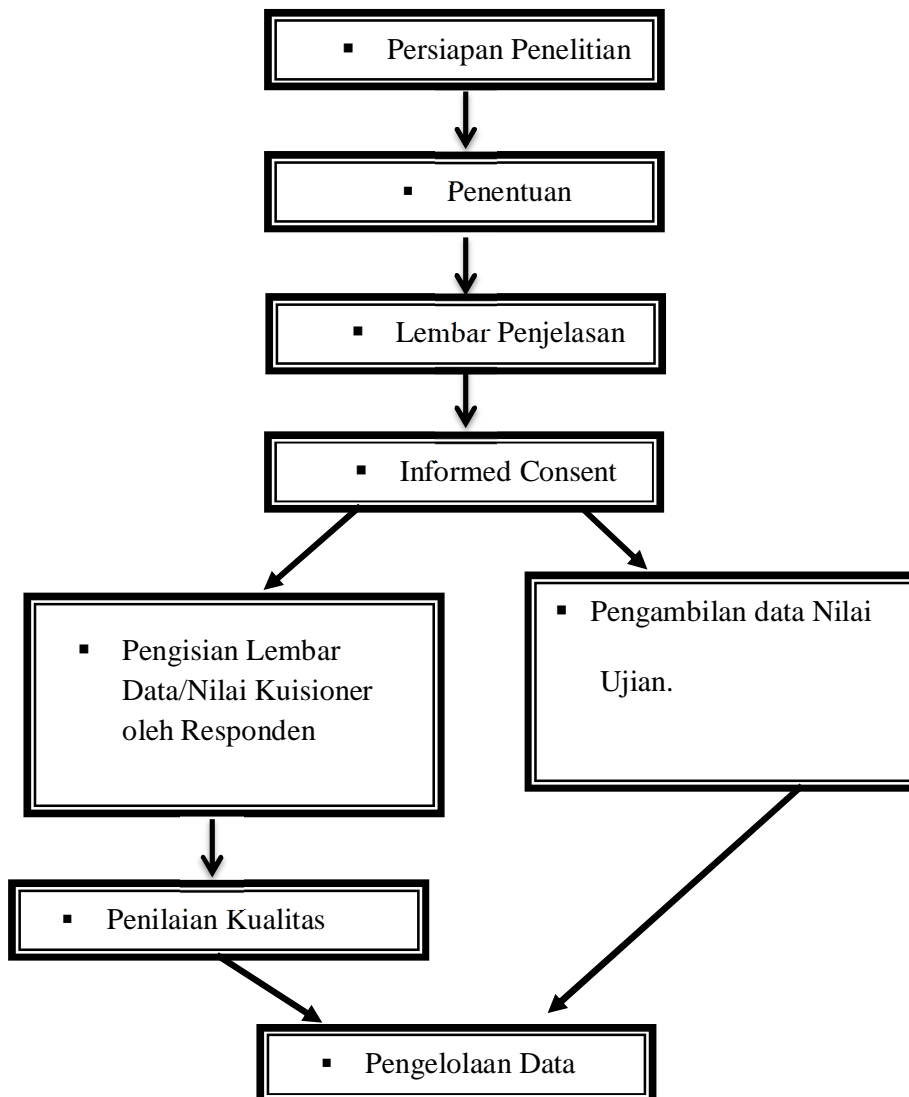 ▪ Persiapan Penelitian
▪ Penentuan
▪ Lembar Penjelasan
▪ Informed Consent
▪ Pengisian Lembar
Data/Nilai Kuisioner
oleh Responden
▪ Pengambilan data Nilai
Ujian.
▪ Penilaian Kualitas
▪ Pengelolaan Data